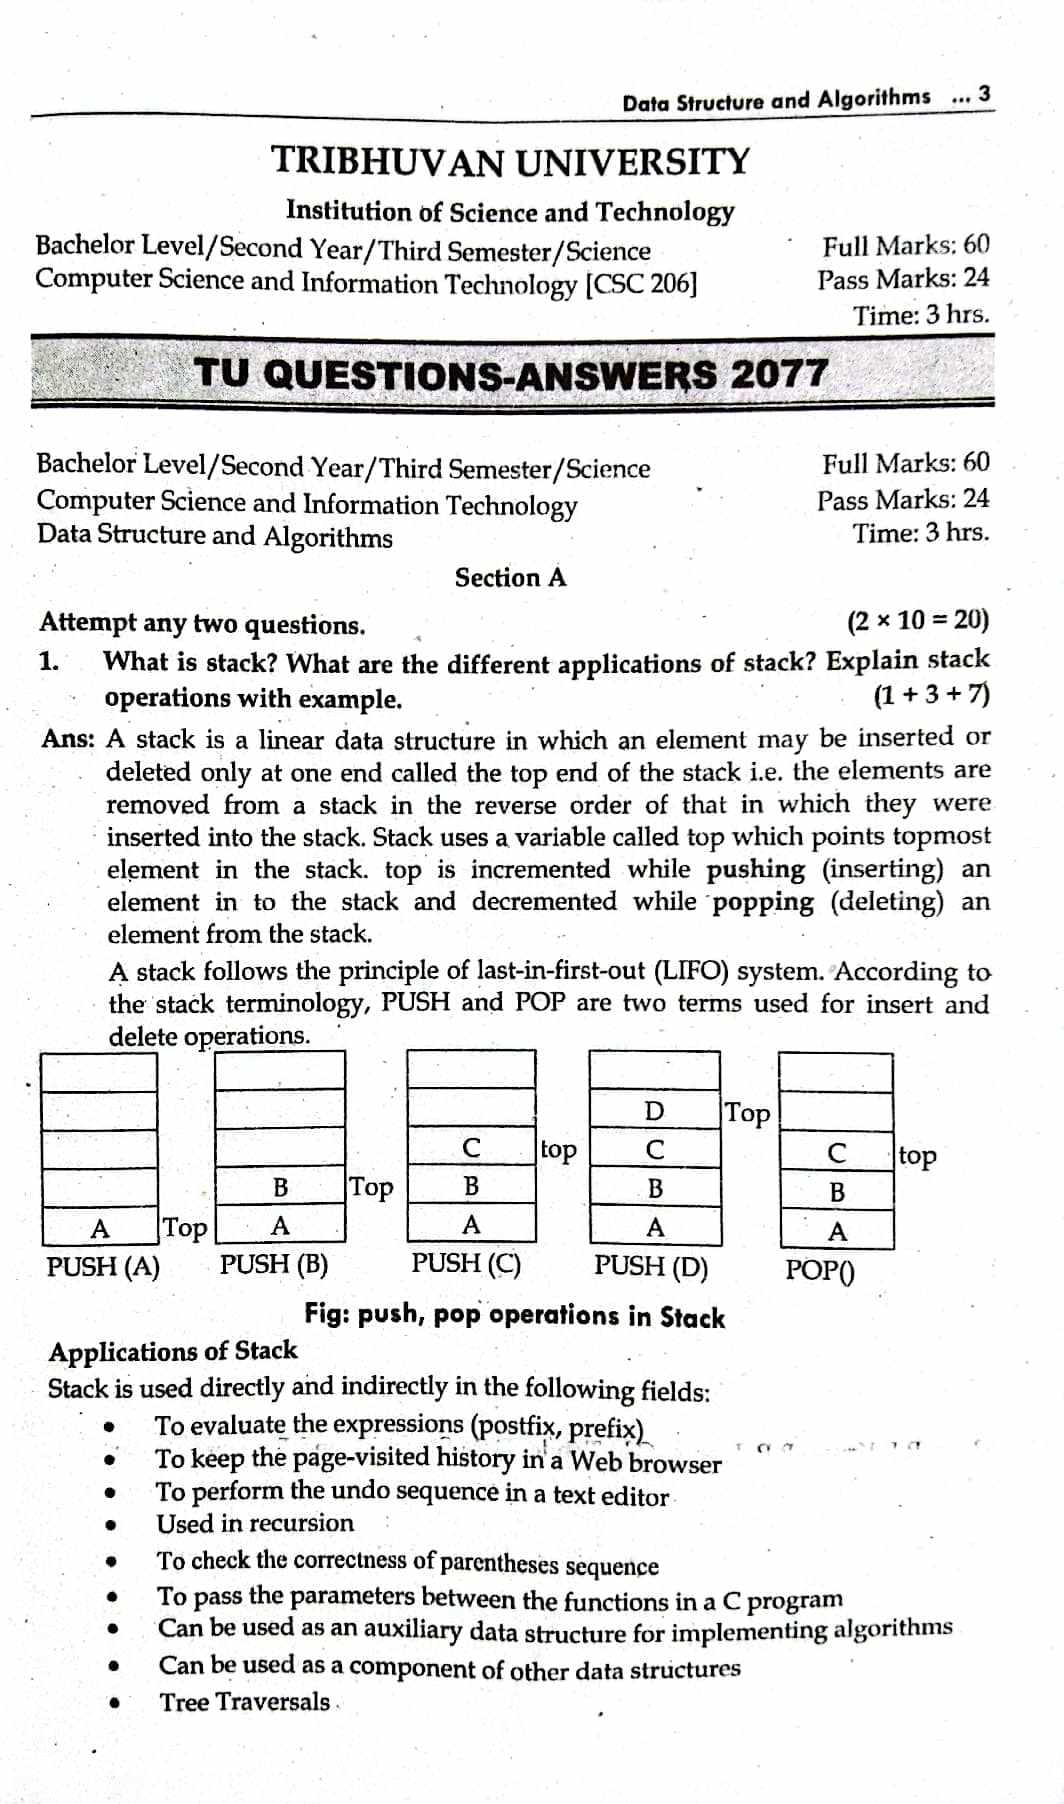 Data Structure and Algorithms ... 3
TRIBHUVAN UNIVERSITY
Institution of Science and Technology
Bachelor Level/Second Year/Third Semester/Science Full Marks: 60
Computer Science and Information Technology [CSC 206] Pass Marks: 24
Time: 3 hrs.
TU QUESTIONS-ANSWERS 2077
Bachelor Level/Second Year/Third Semester/Science Full Marks: 60
Computer Science and Information Technology Pass Marks: 24
Data Structure and Algorithms Time: 3 hrs.
Section A
Attempt any two questions. (2 × 10 = 20)
1. What is stack? What are the different applications of stack? Explain stack
operations with example. (1 + 3 + 7)
Ans: A stack is a linear data structure in which an element may be inserted or
deleted only at one end called the top end of the stack i.e. the elements are
removed from a stack in the reverse order of that in which they were
inserted into the stack. Stack uses a variable called top which points topmost
element in the stack. top is incremented while pushing (inserting) an
element in to the stack and decremented while popping (deleting) an
element from the stack.
A stack follows the principle of last-in-first-out (LIFO) system. According to
the stack terminology, PUSH and POP are two terms used for insert and
delete operations.
D Top
C top C C top
B Top B B B
A Top A A A A
PUSH (A) PUSH (B) PUSH (C) PUSH (D) POP()
Fig: push, pop operations in Stack
Applications of Stack
Stack is used directly and indirectly in the following fields:
• To evaluate the expressions (postfix, prefix)
• To keep the page-visited history in a Web browser
• To perform the undo sequence in a text editor
• Used in recursion
• To check the correctness of parentheses sequence
• To pass the parameters between the functions in a C program
• Can be used as an auxiliary data structure for implementing algorithms
• Can be used as a component of other data structures
• Tree Traversals